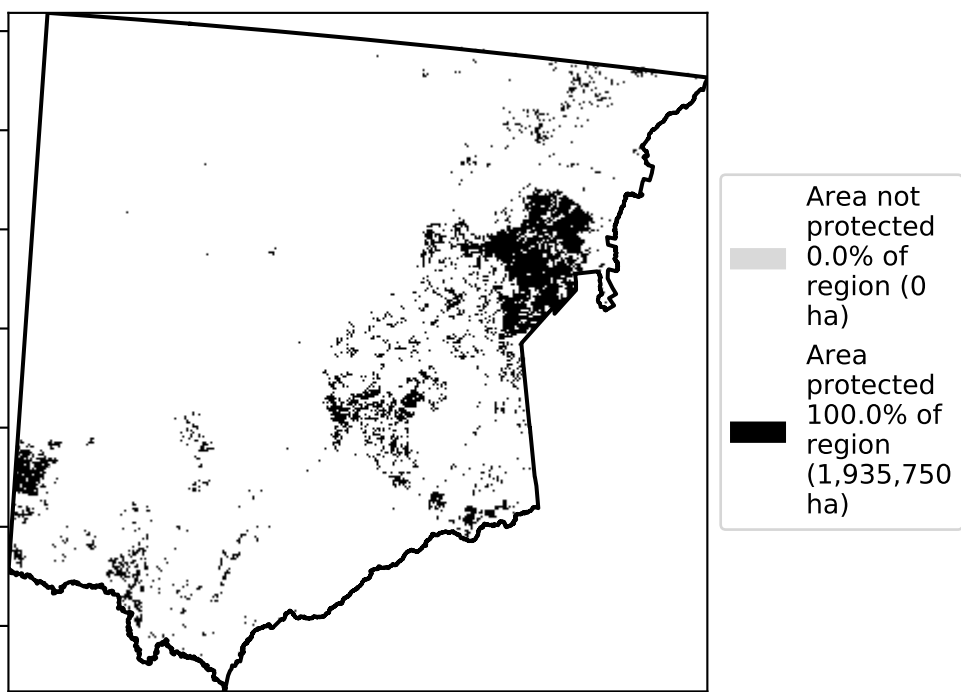 Area not
protected
0.0% of
region (0
ha)
Area
protected
100.0% of
region
(1,935,750
ha)